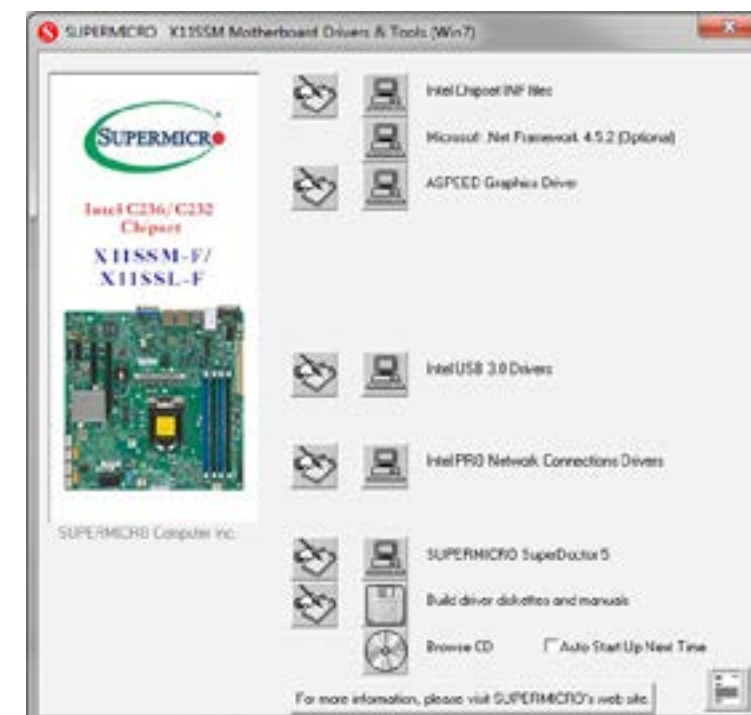 SUPERMICRO X11SSM Motherboard Drivers & Tools (Win7)
SUPERMICR
Intel C236/C232
Chipset
X11SSM-F/
X11SSL-F
SUPERMICRO Computer Inc.
Intel Chipset INF files
Microsoft .Net Framework 4.5.2 (Optional)
ASPEED Graphics Driver
Intel USB 3.0 Drivers
Intel PRO Network Connections Drivers
SUPERMICRO SuperDoctor 5
Build driver diskettes and manuals
Browse CD
Auto Start Up Next Time
For more information, please visit SUPERMICRO's web site.